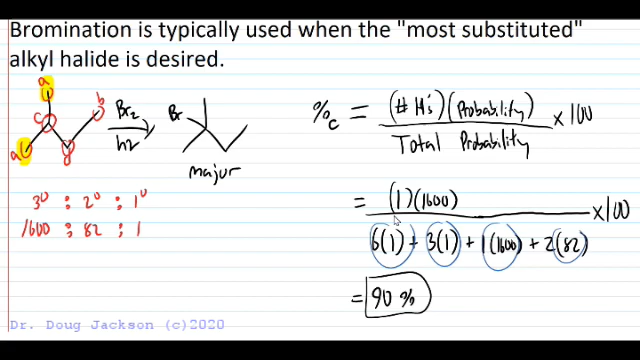 Bromination is typically used when the "most substituted"
alkyl halide is desired.
a
b
c
a
d
Br₂
hν
Br
major
3° : 2° : 1°
1600 : 82 : 1
%c = (# H's)(Probability) / Total Probability × 100
= (1)(1600) / 6(1) + 3(1) + 1(1600) + 2(82) × 100
= 90 %
Dr. Doug Jackson (c)2020